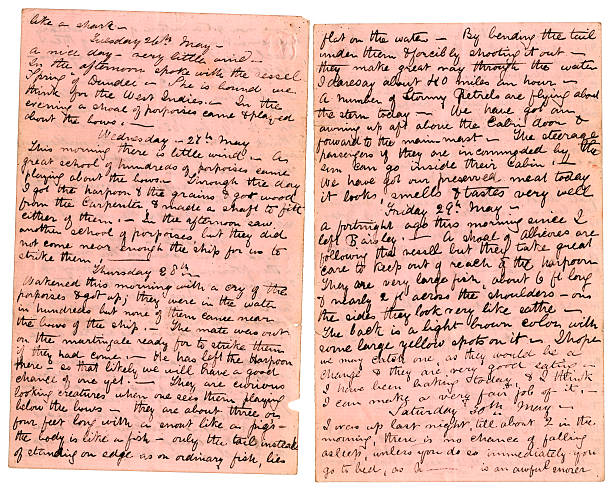 like a shark -
Tuesday 26th May -
A nice day - very little wind -
In the afternoon spoke with the vessel
Spring of Dundee - She is bound we
think for the West Indies. - In the
evening a shoal of porpoises came & played
about the bows. -
Wednesday - 27th May
This morning there is little wind - A
great school of hundreds of porpoises came
playing about the bows. Through the day
I got the harpoon & the grains & got wood
from the Carpenter & made a shaft to fit
either of them. - In the afternoon saw
another school of porpoises, but they did
not come near enough the ship for us to
strike them. -
Thursday 28th
Wakened this morning with a cry of the
porpoises & got up, they were in the water
in hundreds but none of them came near
the bows of the ship. - The mate was out
on the martingale ready for to strike them
if they had come. - He has left the harpoon
there - so that likely we will have a good
chance of one yet. - They are curious
looking creatures when one sees them playing
below the bows - they are about three or
four feet long with a snout like a pigs -
the body is like a fish - only the tail instead
of standing on edge as an ordinary fish, lies
flat on the water - By bending the tail
under them & forcibly shooting it out -
they make great way through the water
I daresay about 40 miles an hour -
A number of Stormy Petrels are flying about
the stern today - We have got an
awning up aft above the Cabin door &
forward to the mainmast - The steerage
passengers if they are incommoded by the
sun can go inside their Cabin. !!
We have got our preserved meat today
it looks, smells & tastes very well
Friday 29th May -
A fortnight ago this morning since I
left - A shoal of are
following the vessel but they take great
care to keep out of reach of the harpoon
They are very large fish, about 6 ft long
& nearly 2 ft across the shoulders - on
the sides they look very like
The back is a light brown color with
some large yellow spots on it - I hope
we may catch one, as they would be a
change & they are very good eating -
I have been baking today, & I think
I can make a very fair job of it. -
Saturday 30th May -
I was up last night, till about 2 in the
morning, there is no chance of falling
asleep, unless you do so immediately you
go to bed, as R—— is an awful snorer